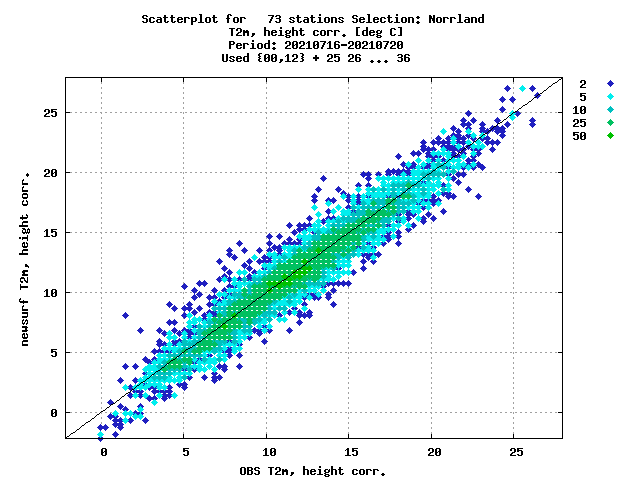 Scatterplot for   73 stations Selection: Norrland
T2m, height corr. [deg C]
Period: 20210716-20210720
Used {00,12} + 25 26 ... 36
2
5
10
25
50
25
20
15
10
5
0
newsurf T2m, height corr.
0 5 10 15 20 25
OBS T2m, height corr.